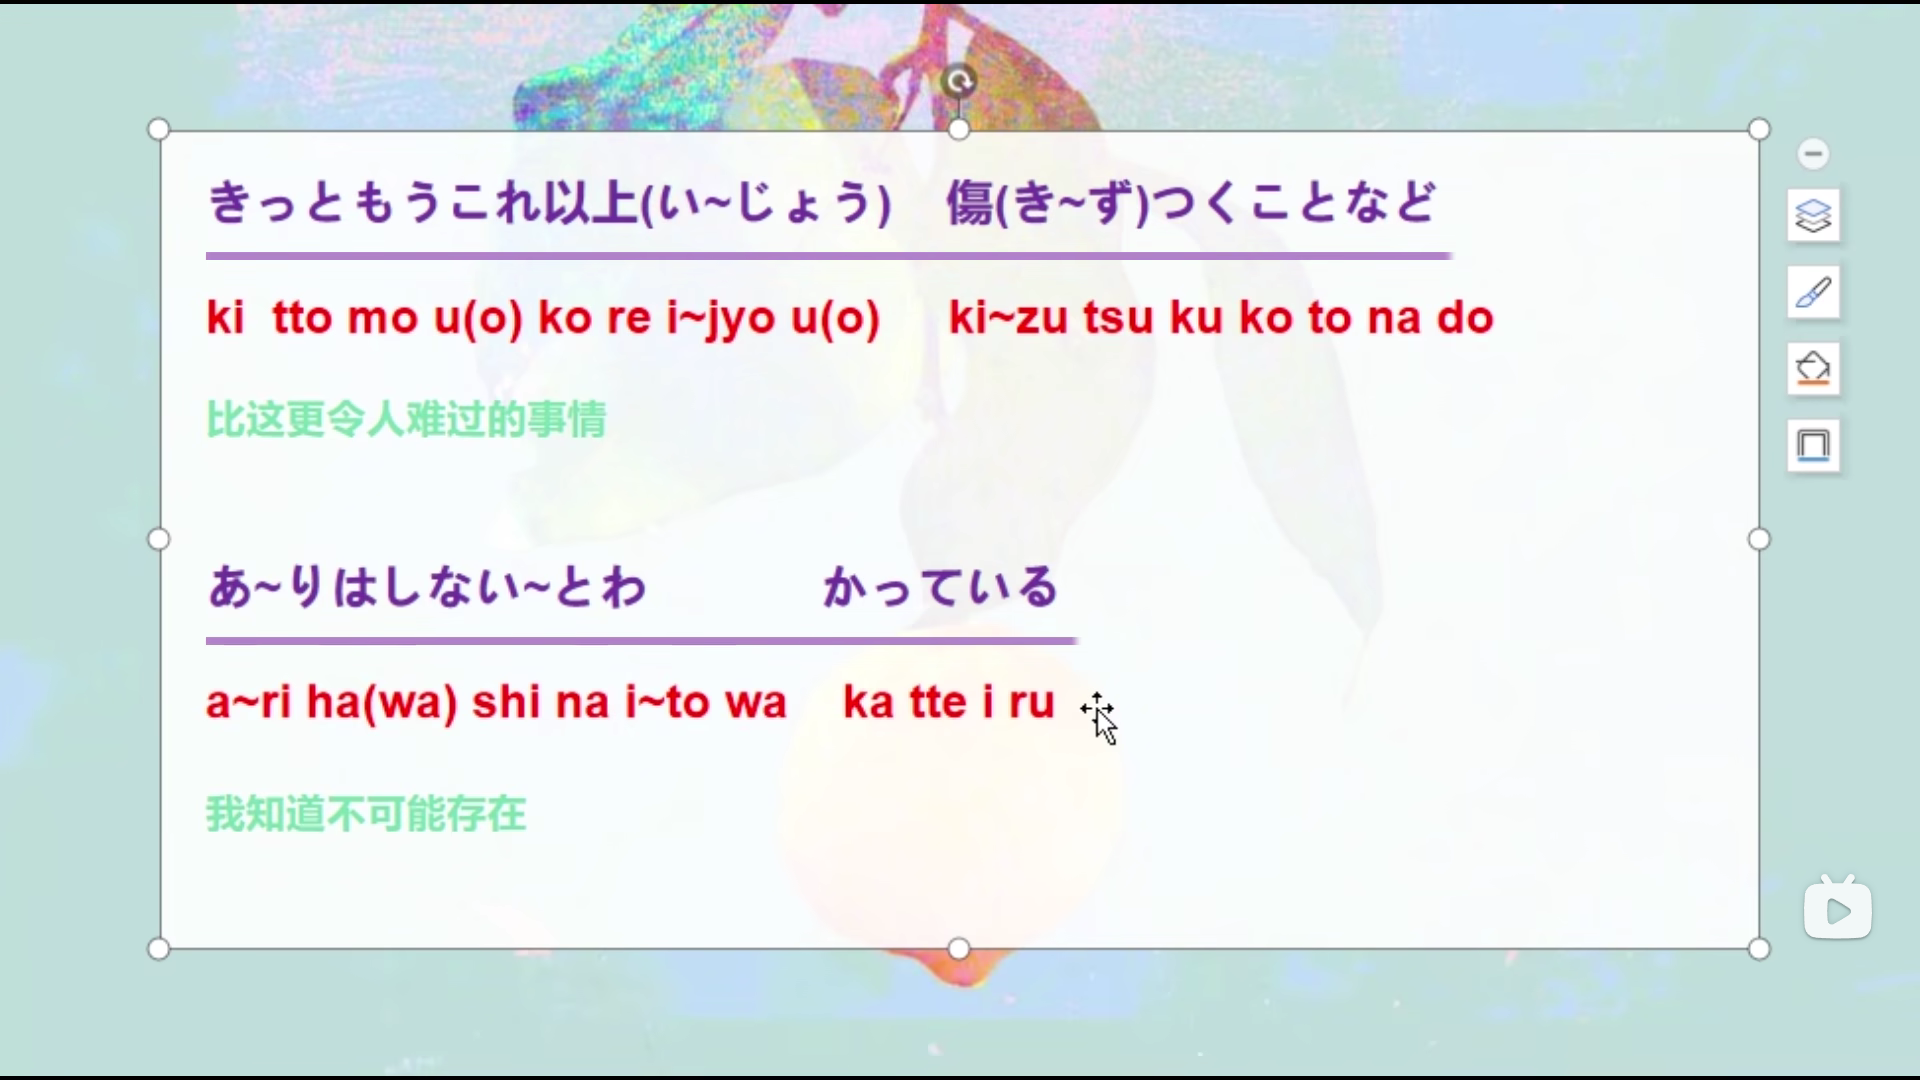 きっともうこれ以上(い~じょう) 傷(き~ず)つくことなど
ki tto mo u(o) ko re i~jyo u(o) ki~zu tsu ku ko to na do
比这更令人难过的事情
あ~りはしない~とわ かっている
a~ri ha(wa) shi na i~to wa ka tte i ru
我知道不可能存在